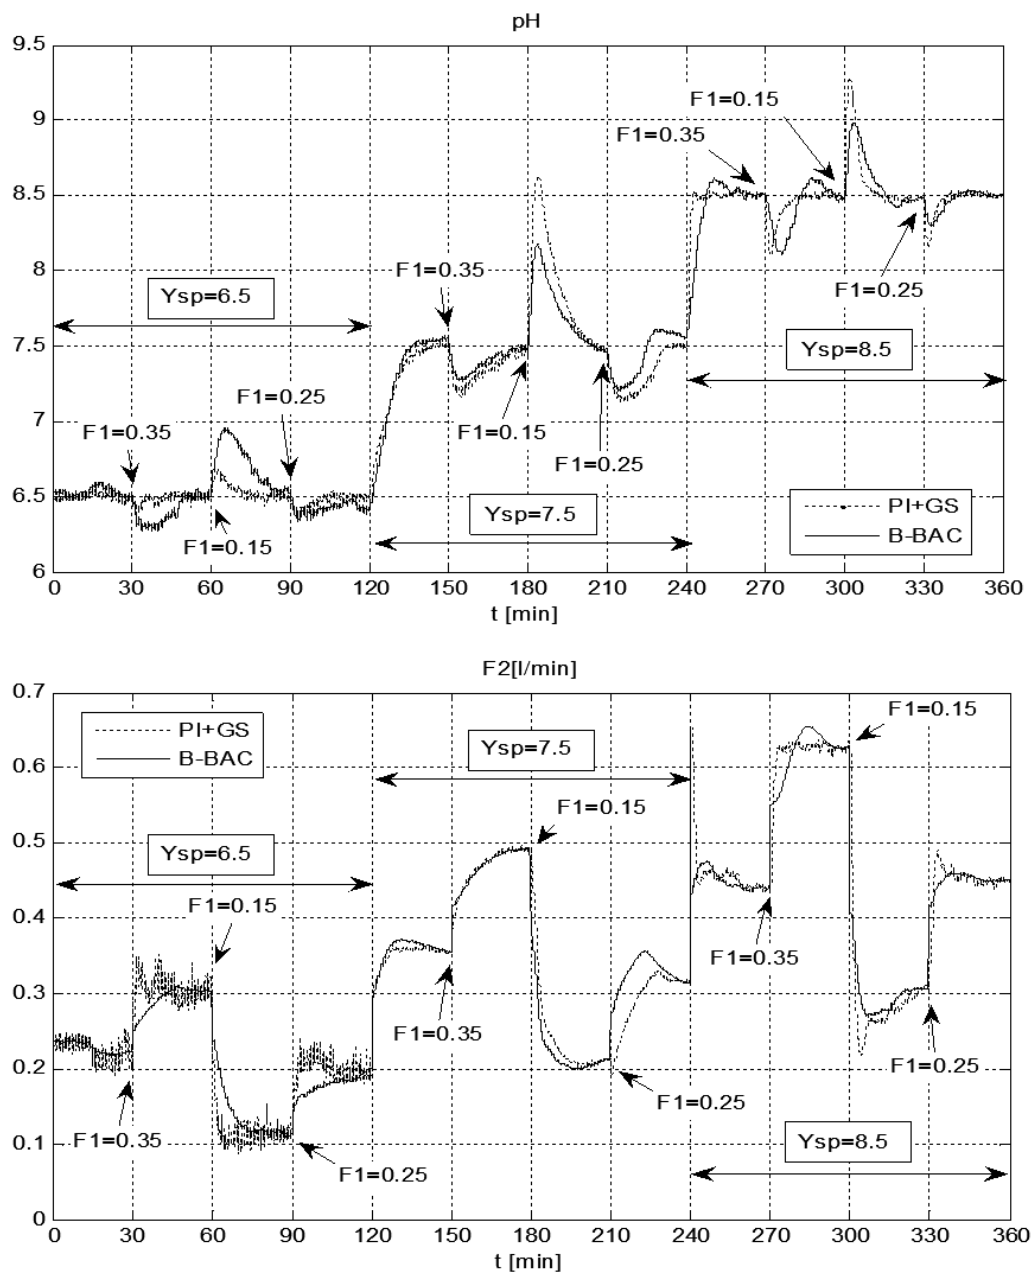 pH
9.5
9
8.5
8
7.5
7
6.5
6
F1=0.15
F1=0.35
F1=0.35
F1=0.25
Ysp=6.5
Ysp=8.5
F1=0.25
F1=0.35
F1=0.15
F1=0.25
Ysp=7.5
F1=0.15
PI+GS
B-BAC
0 30 60 90 120 150 180 210 240 270 300 330 360
t [min]
F2[l/min]
0.7
0.6
0.5
0.4
0.3
0.2
0.1
0
PI+GS
B-BAC
F1=0.15
Ysp=7.5
F1=0.15
Ysp=6.5
F1=0.15
F1=0.35
F1=0.35
F1=0.25
F1=0.25
F1=0.35
F1=0.25
Ysp=8.5
0 30 60 90 120 150 180 210 240 270 300 330 360
t [min]